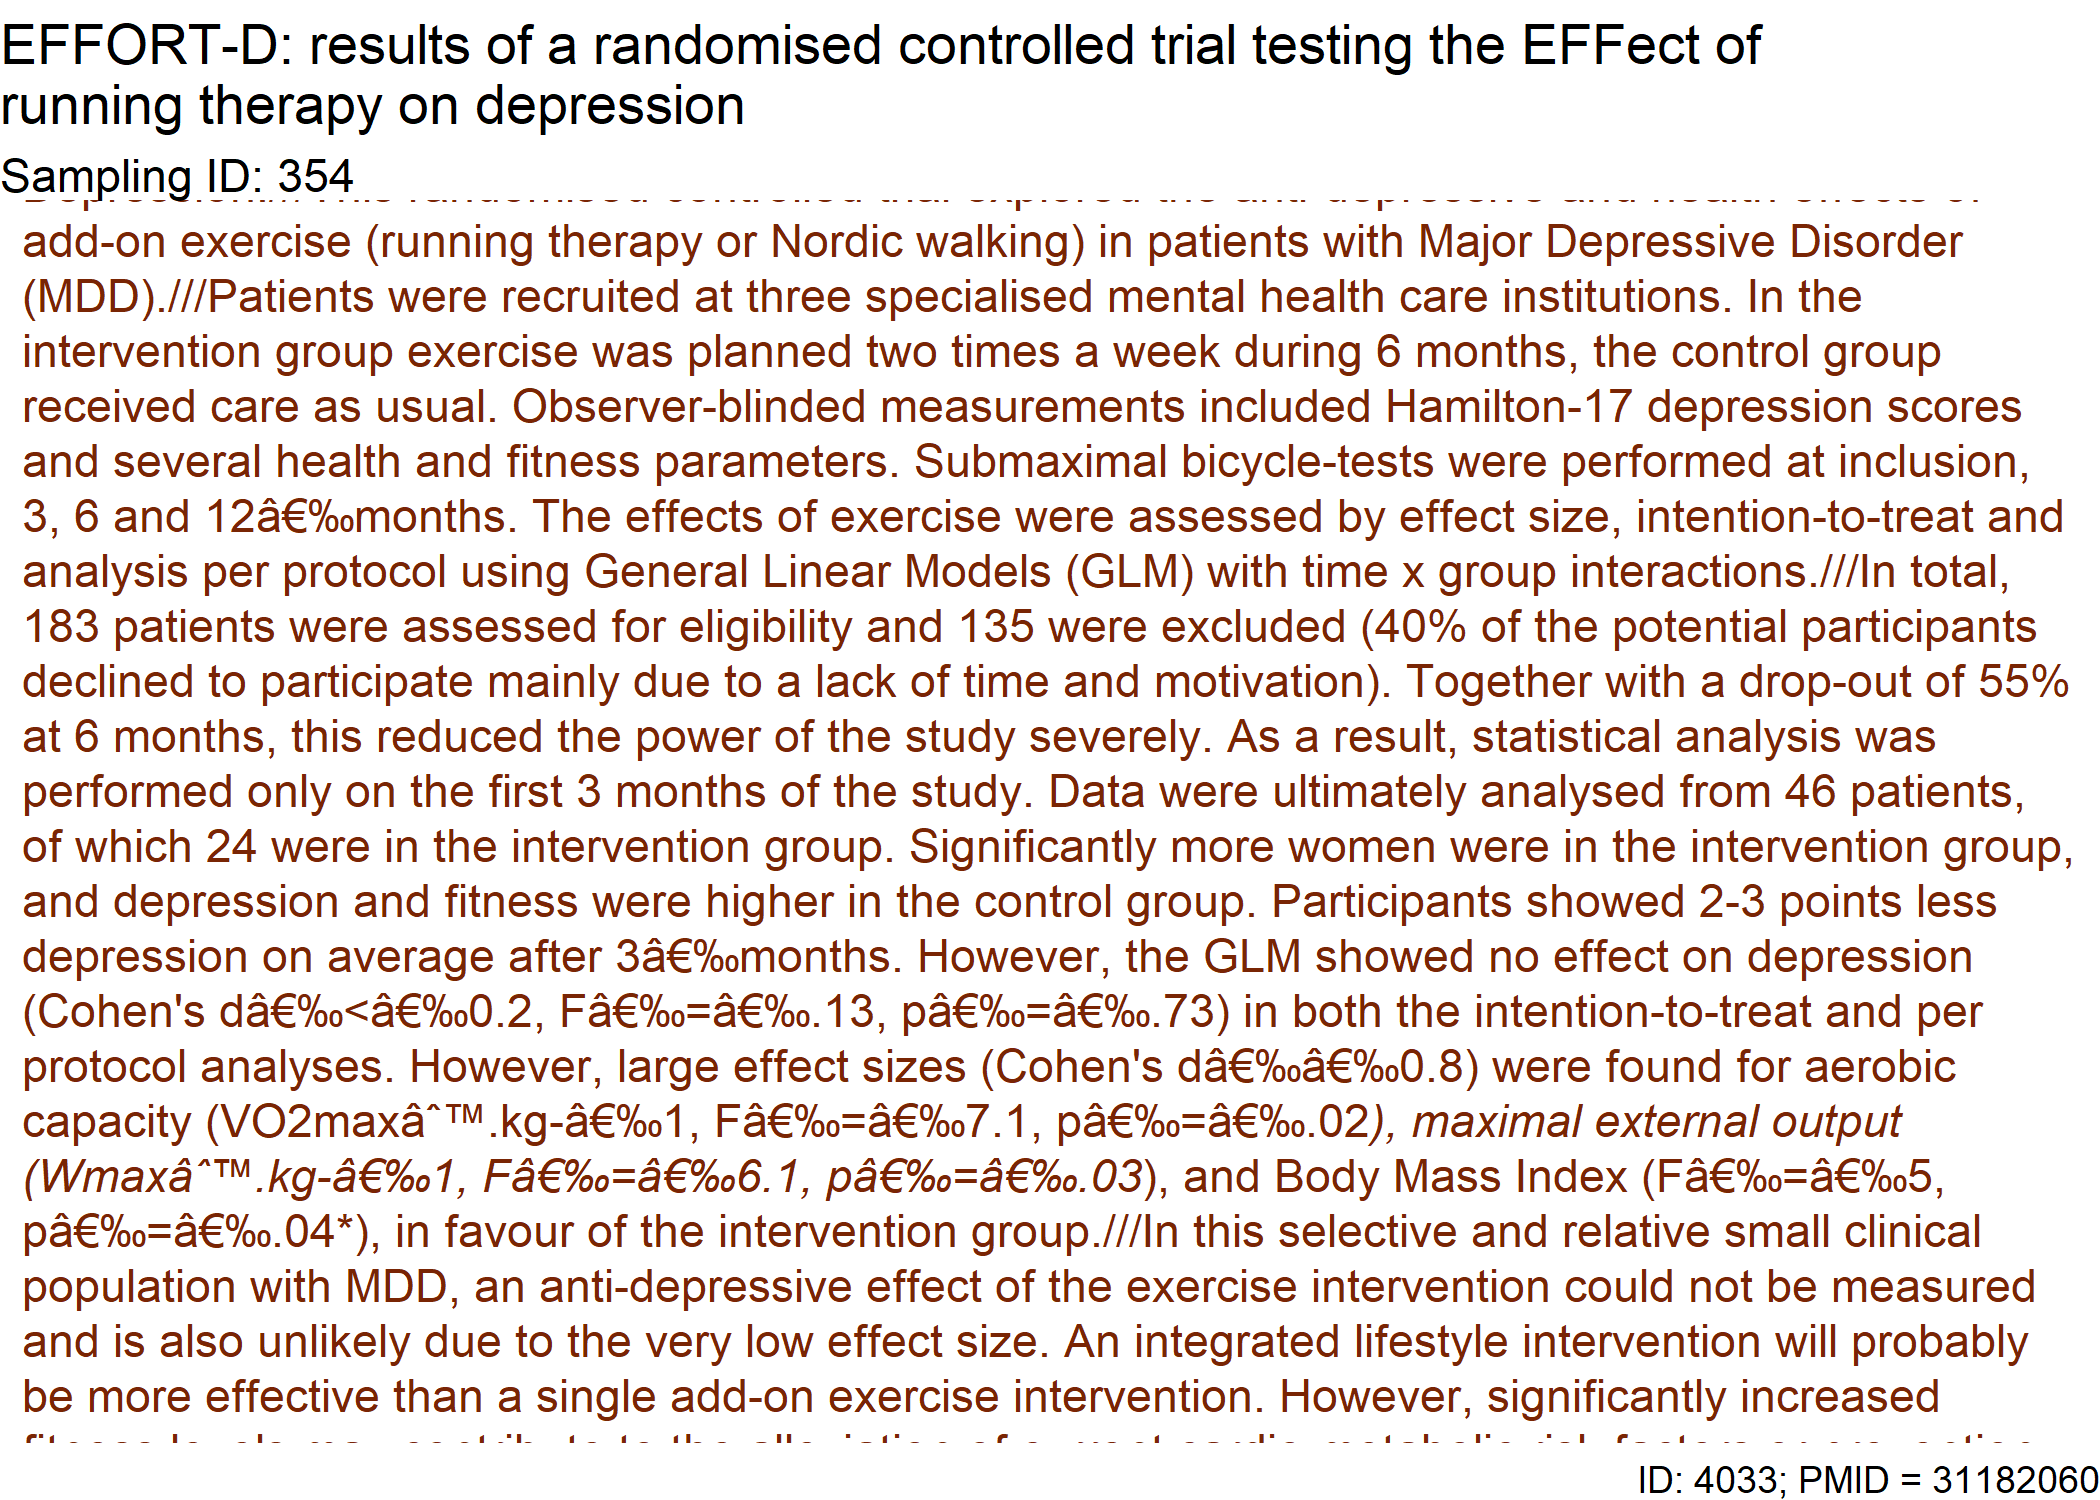 EFFORT-D: results of a randomised controlled trial testing the EFFect of
running therapy on depression
Sampling ID: 354
add-on exercise (running therapy or Nordic walking) in patients with Major Depressive Disorder
(MDD).///Patients were recruited at three specialised mental health care institutions. In the
intervention group exercise was planned two times a week during 6 months, the control group
received care as usual. Observer-blinded measurements included Hamilton-17 depression scores
and several health and fitness parameters. Submaximal bicycle-tests were performed at inclusion,
3, 6 and 12â€‰months. The effects of exercise were assessed by effect size, intention-to-treat and
analysis per protocol using General Linear Models (GLM) with time x group interactions.///In total,
183 patients were assessed for eligibility and 135 were excluded (40% of the potential participants
declined to participate mainly due to a lack of time and motivation). Together with a drop-out of 55%
at 6 months, this reduced the power of the study severely. As a result, statistical analysis was
performed only on the first 3 months of the study. Data were ultimately analysed from 46 patients,
of which 24 were in the intervention group. Significantly more women were in the intervention group,
and depression and fitness were higher in the control group. Participants showed 2-3 points less
depression on average after 3â€‰months. However, the GLM showed no effect on depression
(Cohen's dâ€‰<â€‰0.2, Fâ€‰=â€‰.13, pâ€‰=â€‰.73) in both the intention-to-treat and per
protocol analyses. However, large effect sizes (Cohen's dâ€‰â€‰0.8) were found for aerobic
capacity (VO2maxâˆ™.kg-â€‰1, Fâ€‰=â€‰7.1, pâ€‰=â€‰.02), maximal external output
(Wmaxâˆ™.kg-â€‰1, Fâ€‰=â€‰6.1, pâ€‰=â€‰.03), and Body Mass Index (Fâ€‰=â€‰5,
pâ€‰=â€‰.04*), in favour of the intervention group.///In this selective and relative small clinical
population with MDD, an anti-depressive effect of the exercise intervention could not be measured
and is also unlikely due to the very low effect size. An integrated lifestyle intervention will probably
be more effective than a single add-on exercise intervention. However, significantly increased
ID: 4033; PMID = 31182060